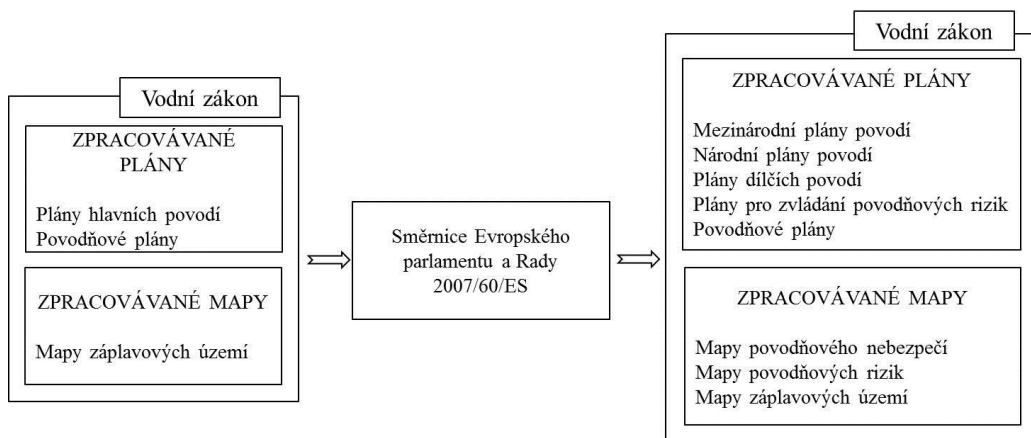 Vodní zákon
ZPRACOVÁVANÉ
PLÁNY
Plány hlavních povodí
Povodňové plány
ZPRACOVÁVANÉ MAPY
Mapy záplavových území
Směrnice Evropského
parlamentu a Rady
2007/60/ES
Vodní zákon
ZPRACOVÁVANÉ PLÁNY
Mezinárodní plány povodí
Národní plány povodí
Plány dílčích povodí
Plány pro zvládání povodňových rizik
Povodňové plány
ZPRACOVÁVANÉ MAPY
Mapy povodňového nebezpečí
Mapy povodňových rizik
Mapy záplavových území